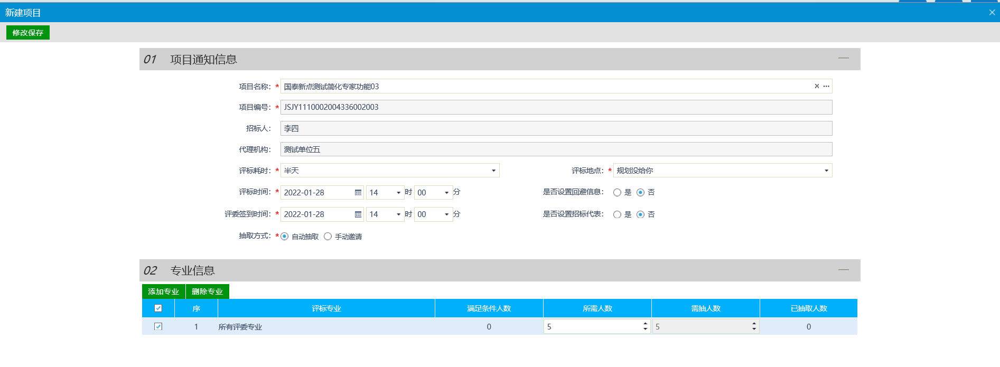 新建项目
修改保存
01 项目通知信息
项目名称：* 国泰新点测试简化专家功能03
项目编号：* JSJY1110002004336002003
招标人： 李四
代理机构： 测试单位五
评标耗时：* 半天 评标地点：* 规划没给你
评标时间：* 2022-01-28 14 时 00 分 是否设置回避信息： 是 否
评委签到时间：* 2022-01-28 14 时 00 分 是否设置招标代表： 是 否
抽取方式：* 自动抽取 手动邀请
02 专业信息
添加专业 删除专业
序 评标专业 满足条件人数 所需人数 需抽人数 已抽取人数
1 所有评委专业 0 5 5 0